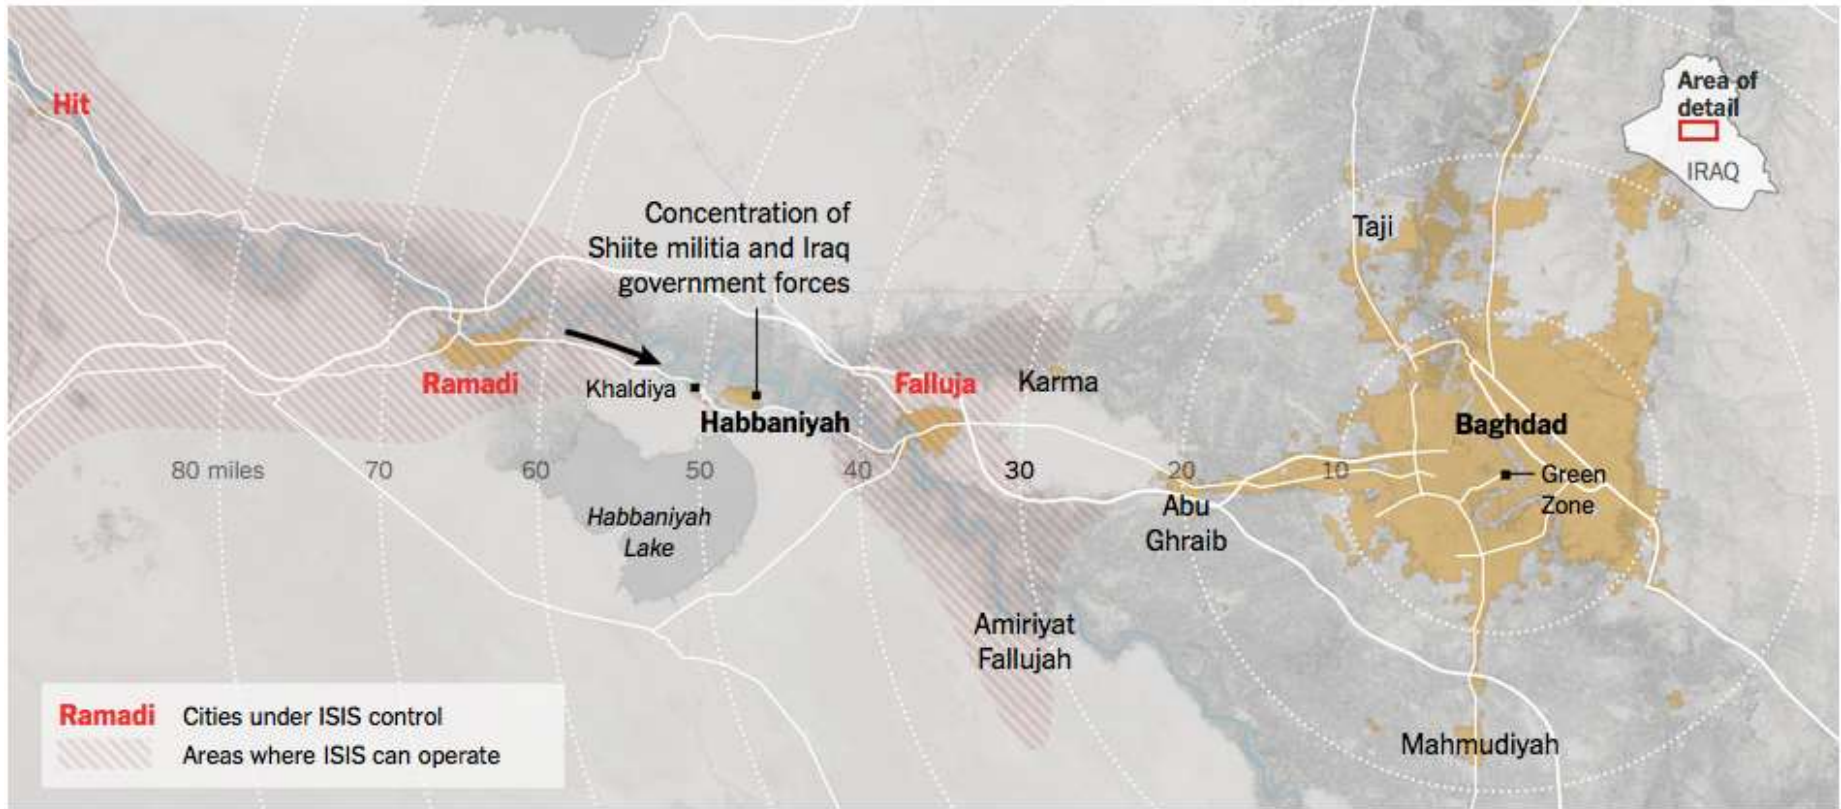 Hit
Area of
detail
IRAQ
Concentration of
Shiite militia and Iraq
government forces
Taji
Ramadi
Khaldiya
Habbaniyah
Falluja
Karma
Baghdad
80 miles
70
60
50
40
30
20
10
Green
Zone
Habbaniyah
Lake
Abu
Ghraib
Amiriyat
Fallujah
Mahmudiyah
Ramadi Cities under ISIS control
Areas where ISIS can operate